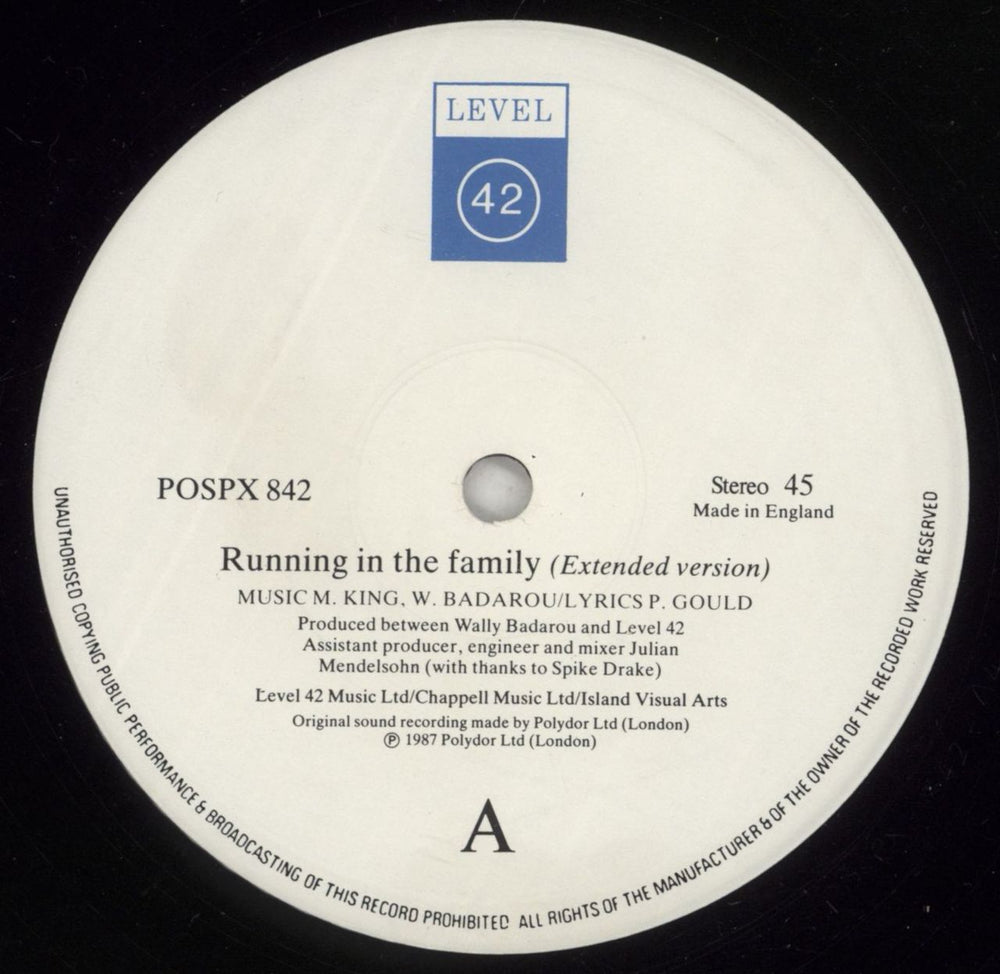 LEVEL
42
POSPX 842
Stereo 45
Made in England
Running in the family (Extended version)
MUSIC M. KING, W. BADAROU/LYRICS P. GOULD
Produced between Wally Badarou and Level 42
Assistant producer, engineer and mixer Julian
Mendelsohn (with thanks to Spike Drake)
Level 42 Music Ltd/Chappell Music Ltd/Island Visual Arts
Original sound recording made by Polydor Ltd (London)
℗ 1987 Polydor Ltd (London)
A
UNAUTHORISED COPYING PUBLIC PERFORMANCE & BROADCASTING OF THIS RECORD PROHIBITED ALL RIGHTS OF THE MANUFACTURER & OF THE OWNER OF THE RECORDED WORK RESERVED